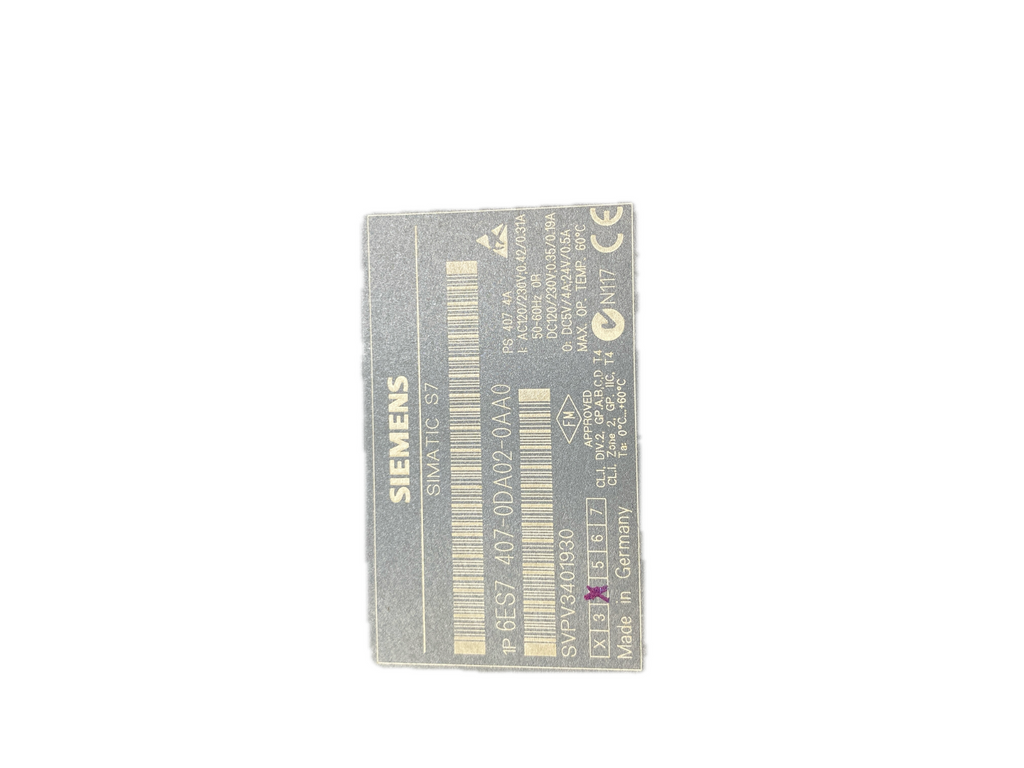 SIEMENS
SIMATIC S7
1P 6ES7 407-0DA02-0AA0
SVPV3401930
X 3 5 6 7
Made in Germany
FM
APPROVED
CL.I, DIV.2, GP.A,B,C,D T4
CL.I, Zone 2, GP. IIC, T4
Ta: 0°C...+60°C
PS 407 4A
I: AC120/230V:0.42/0.31A
50-60Hz OR
DC120/230V:0.35/0.19A
O: DC5V/4A;24V/0.5A
MAX. OP. TEMP. 60°C
N117
CE